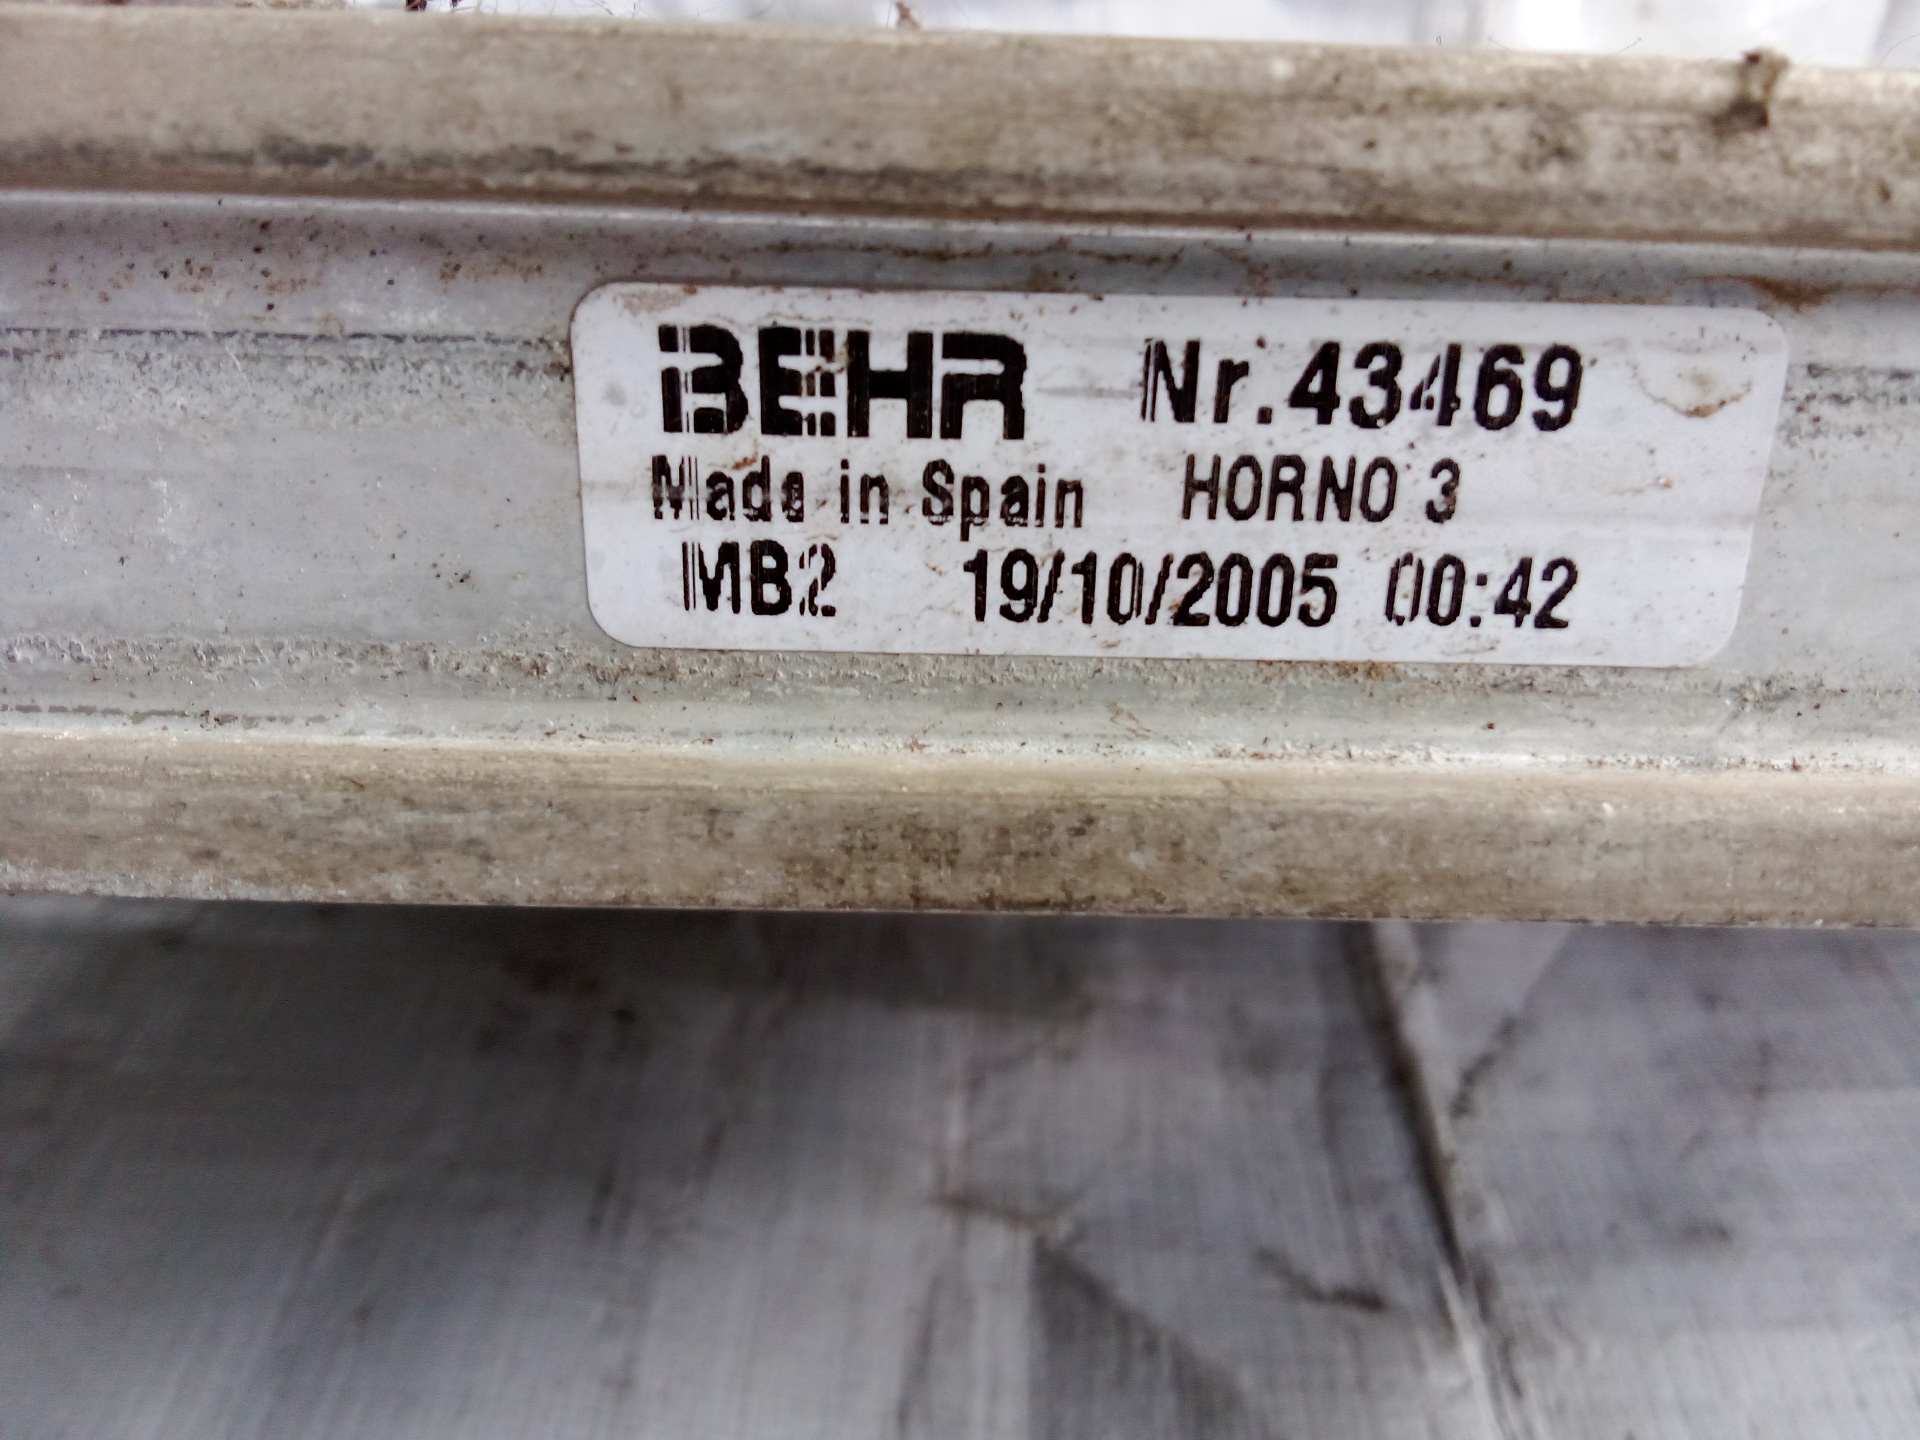 BEHR Nr.43469
Made in Spain HORNO 3
MB2 19/10/2005 00:42